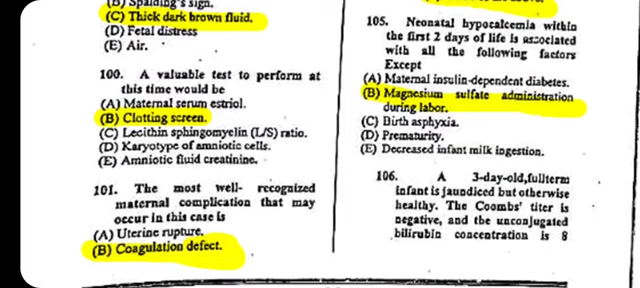 (B) Spalding's sign.
(C) Thick dark brown fluid.
(D) Fetal distress
(E) Air.
100. A valuable test to perform at
this time would be
(A) Maternal serum estriol.
(B) Clotting screen.
(C) Lecithin sphingomyelin (L/S) ratio.
(D) Karyotype of amniotic cells.
(E) Amniotic fluid creatinine.
101. The most well- recognized
maternal complication that may
occur in this case is
(A) Uterine rupture.
(B) Coagulation defect.
105. Neonatal hypocalcemia within
the first 2 days of life is associated
with all the following factors
Except
(A) Maternal insulin-dependent diabetes.
(B) Magnesium sulfate administration
during labor.
(C) Birth asphyxia.
(D) Prematurity.
(E) Decreased infant milk ingestion.
106. A 3-day-old,fullterm
infant is jaundiced but otherwise
healthy. The Coombs' titer is
negative, and the unconjugated
bilirubin concentration is 8